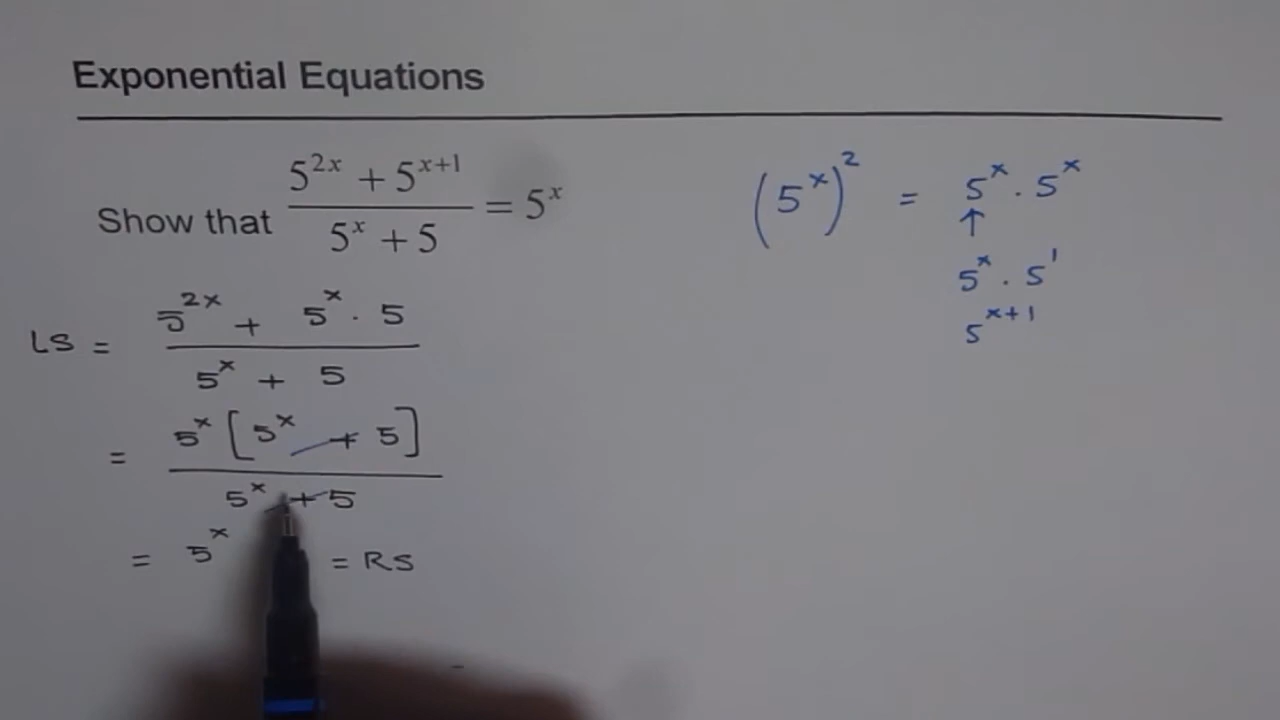 Exponential Equations
Show that (5^{2x} + 5^{x+1}) / (5^x + 5) = 5^x
LS = (5^{2x} + 5^x · 5) / (5^x + 5)
= (5^x [5^x + 5]) / (5^x + 5)
= 5^x = RS
(5^x)^2 = 5^x · 5^x
↑
5^x · 5^1
5^{x+1}